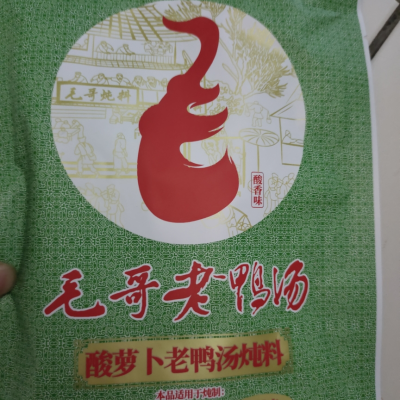 毛哥炖料
酸香味
毛哥老鸭汤
酸萝卜老鸭汤炖料
本品适用于炖制: